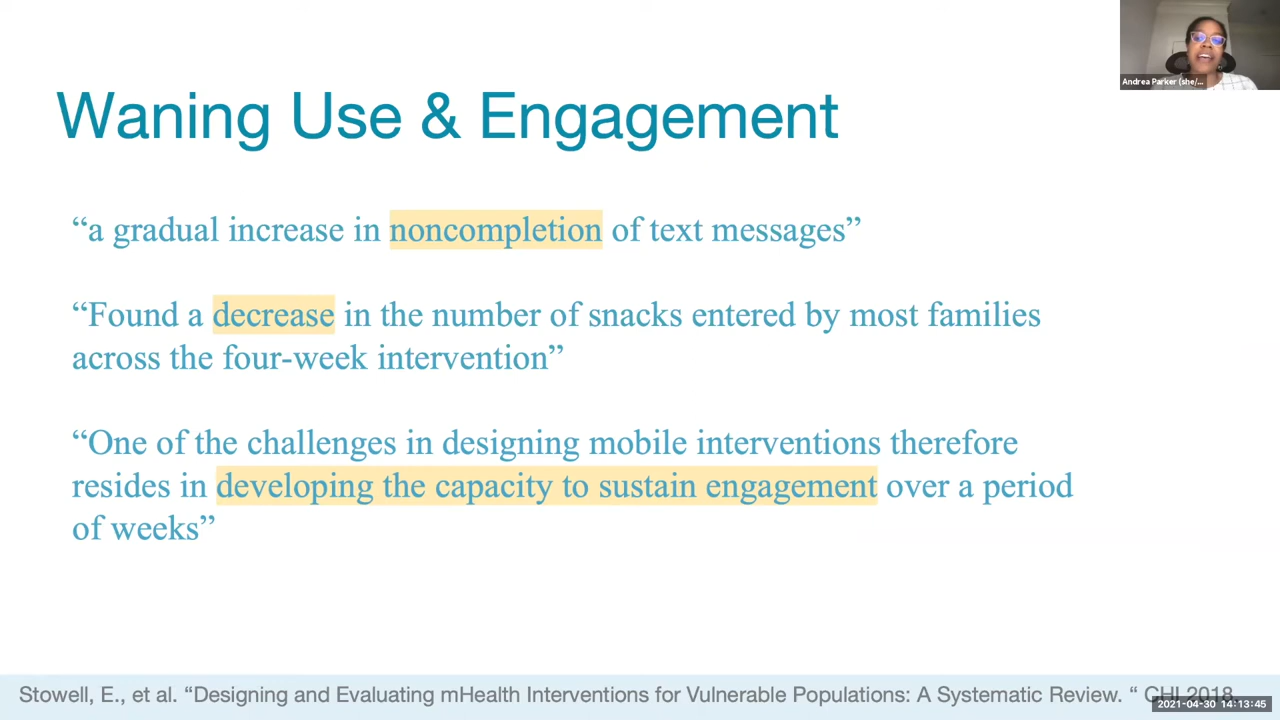 Waning Use & Engagement
Andrea Parker (she/...
“a gradual increase in noncompletion of text messages”
“Found a decrease in the number of snacks entered by most families
across the four-week intervention”
“One of the challenges in designing mobile interventions therefore
resides in developing the capacity to sustain engagement over a period
of weeks”
Stowell, E., et al. “Designing and Evaluating mHealth Interventions for Vulnerable Populations: A Systematic Review. “ CHI 2018.
2021-04-30 14:13:45